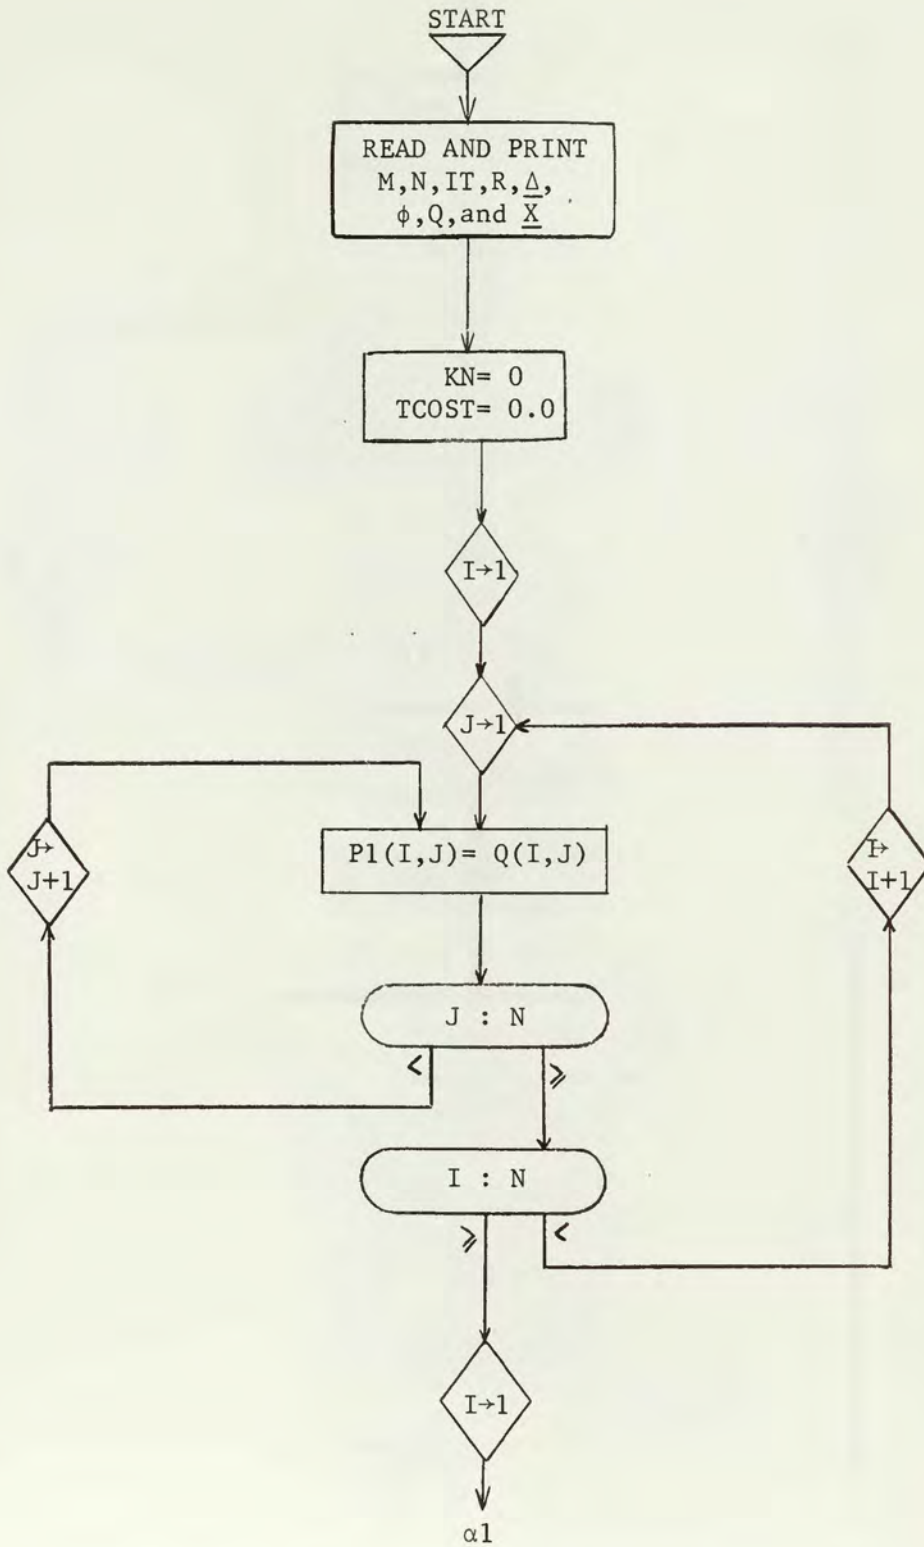 START
READ AND PRINT
M,N,IT,R,Δ,
φ,Q,and X
KN= 0
TCOST= 0.0
I→1
J→1
J→
J+1
P1(I,J)= Q(I,J)
I→
I+1
J : N
<
⩾
I : N
⩾
<
I→1
α1